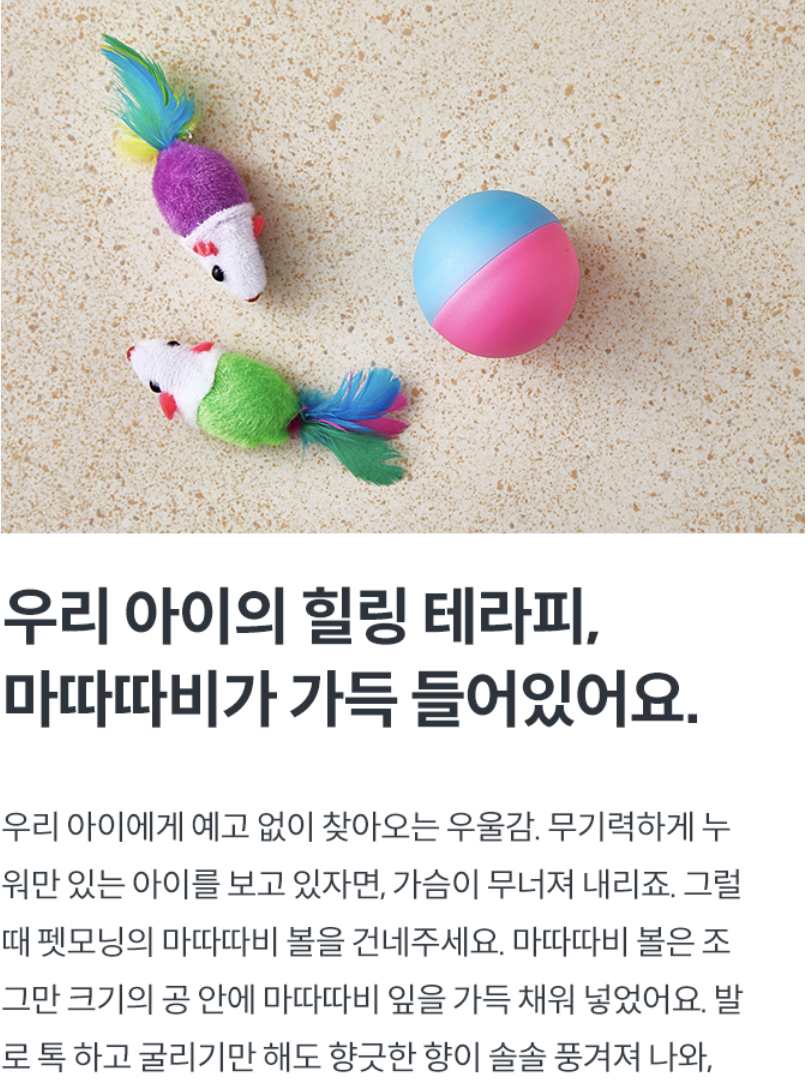 우리 아이의 힐링 테라피,
마따따비가 가득 들어있어요.
우리 아이에게 예고 없이 찾아오는 우울감. 무기력하게 누
워만 있는 아이를 보고 있자면, 가슴이 무너져 내리죠. 그럴
때 펫모닝의 마따따비 볼을 건네주세요. 마따따비 볼은 조
그만 크기의 공 안에 마따따비 잎을 가득 채워 넣었어요. 발
로 톡 하고 굴리기만 해도 향긋한 향이 솔솔 풍겨져 나와,